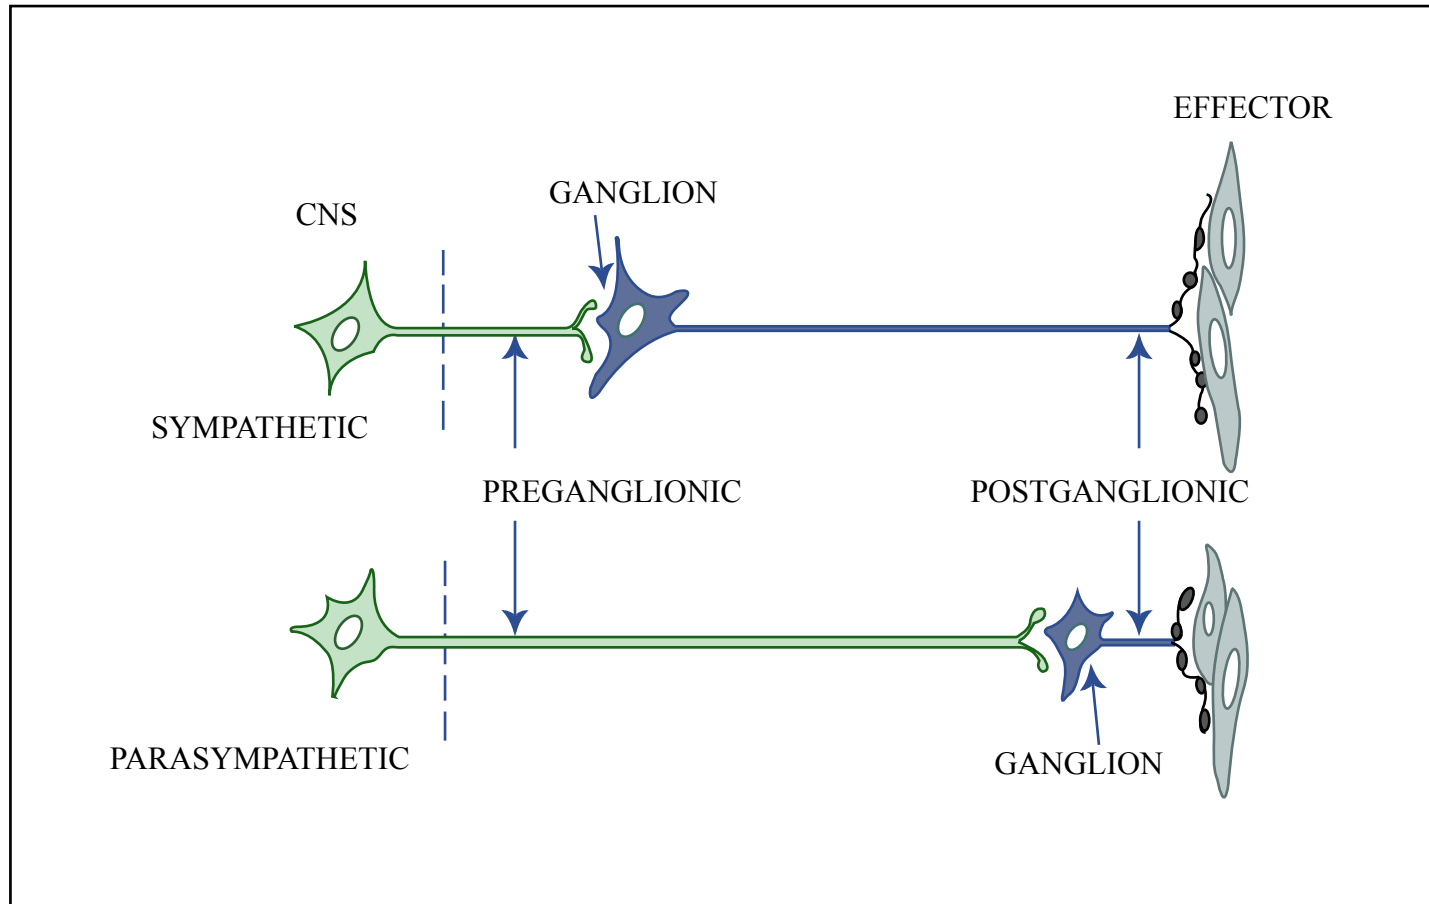 EFFECTOR
GANGLION
CNS
SYMPATHETIC
PREGANGLIONIC
POSTGANGLIONIC
PARASYMPATHETIC
GANGLION